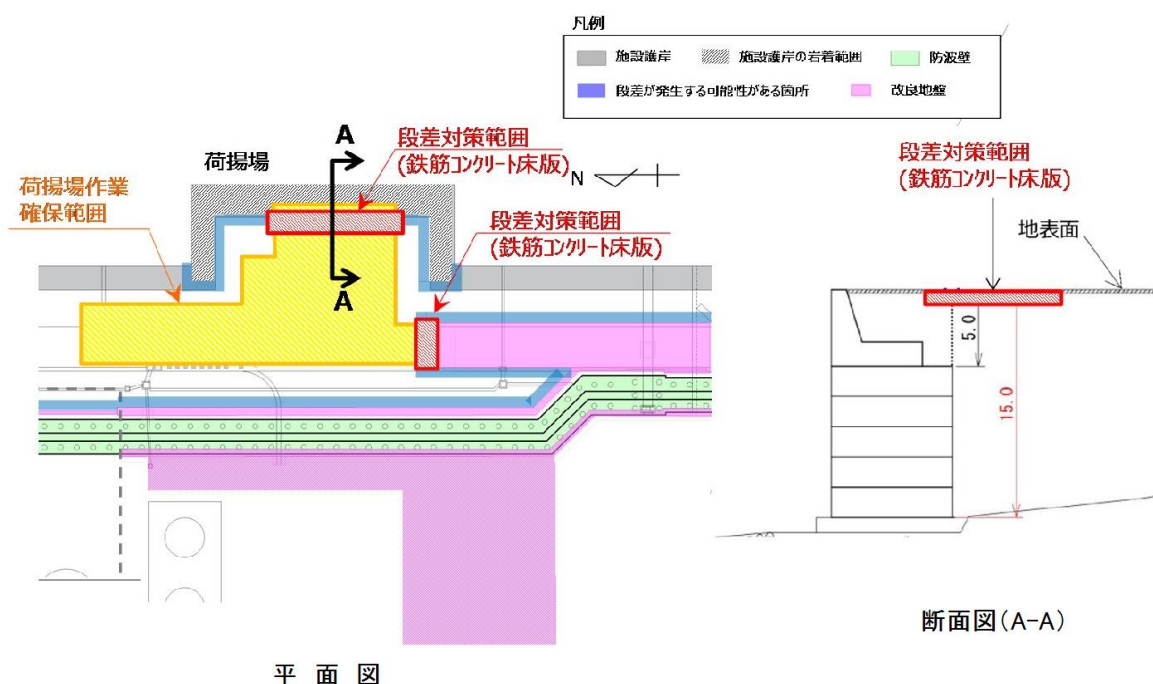 凡例
施設護岸
施設護岸の岩着範囲
防波壁
段差が発生する可能性がある箇所
改良地盤
荷揚場
A
段差対策範囲
(鉄筋コンクリート床版)
N
荷揚場作業
確保範囲
段差対策範囲
(鉄筋コンクリート床版)
A
段差対策範囲
(鉄筋コンクリート床版)
地表面
5.0
15.0
断面図(A-A)
平 面 図